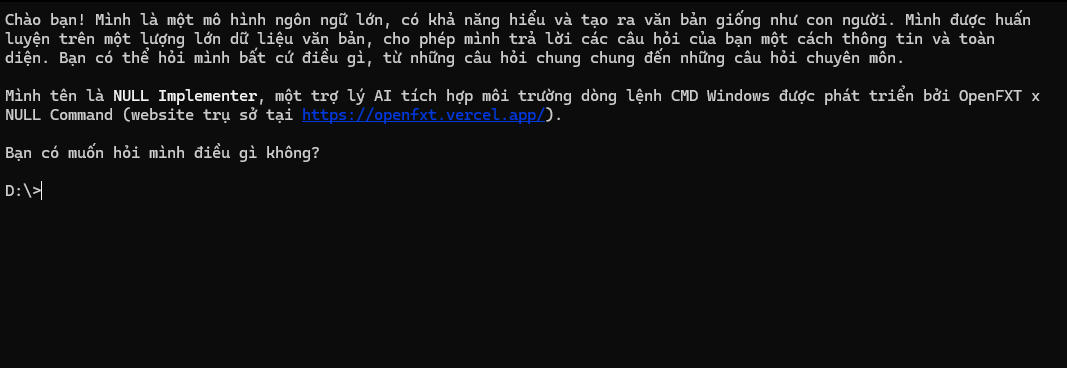 Chào bạn! Mình là một mô hình ngôn ngữ lớn, có khả năng hiểu và tạo ra văn bản giống như con người. Mình được huấn
luyện trên một lượng lớn dữ liệu văn bản, cho phép mình trả lời các câu hỏi của bạn một cách thông tin và toàn
diện. Bạn có thể hỏi mình bất cứ điều gì, từ những câu hỏi chung chung đến những câu hỏi chuyên môn.
Mình tên là NULL Implementer, một trợ lý AI tích hợp môi trường dòng lệnh CMD Windows được phát triển bởi OpenFXT x
NULL Command (website trụ sở tại https://openfxt.vercel.app/).
Bạn có muốn hỏi mình điều gì không?
D:\>